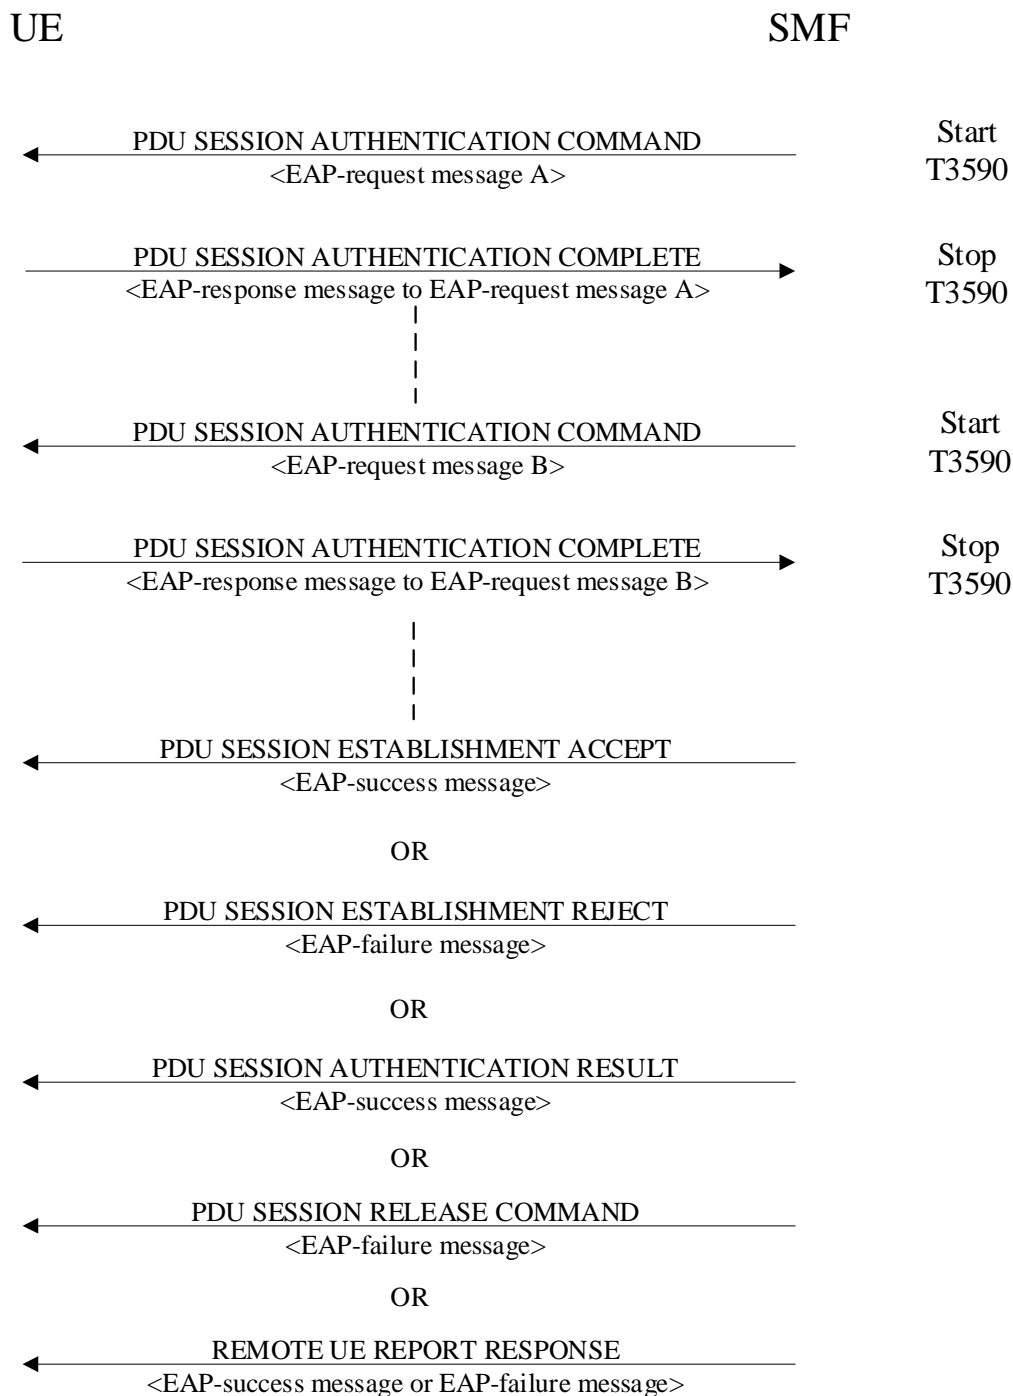 UE
SMF
PDU SESSION AUTHENTICATION COMMAND
<EAP-request message A>
Start
T3590
PDU SESSION AUTHENTICATION COMPLETE
<EAP-response message to EAP-request message A>
Stop
T3590
PDU SESSION AUTHENTICATION COMMAND
<EAP-request message B>
Start
T3590
PDU SESSION AUTHENTICATION COMPLETE
<EAP-response message to EAP-request message B>
Stop
T3590
PDU SESSION ESTABLISHMENT ACCEPT
<EAP-success message>
OR
PDU SESSION ESTABLISHMENT REJECT
<EAP-failure message>
OR
PDU SESSION AUTHENTICATION RESULT
<EAP-success message>
OR
PDU SESSION RELEASE COMMAND
<EAP-failure message>
OR
REMOTE UE REPORT RESPONSE
<EAP-success message or EAP-failure message>